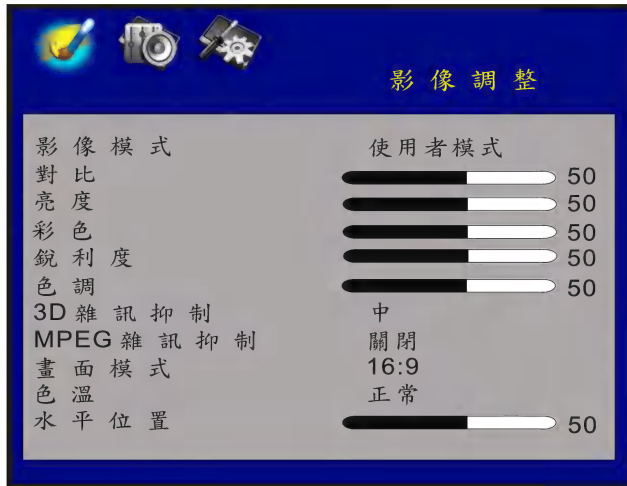 影像調整
影像模式 使用者模式
對比 50
亮度 50
彩色 50
銳利度 50
色調 50
3D雜訊抑制 中
MPEG雜訊抑制 關閉
畫面模式 16:9
色溫 正常
水平位置 50